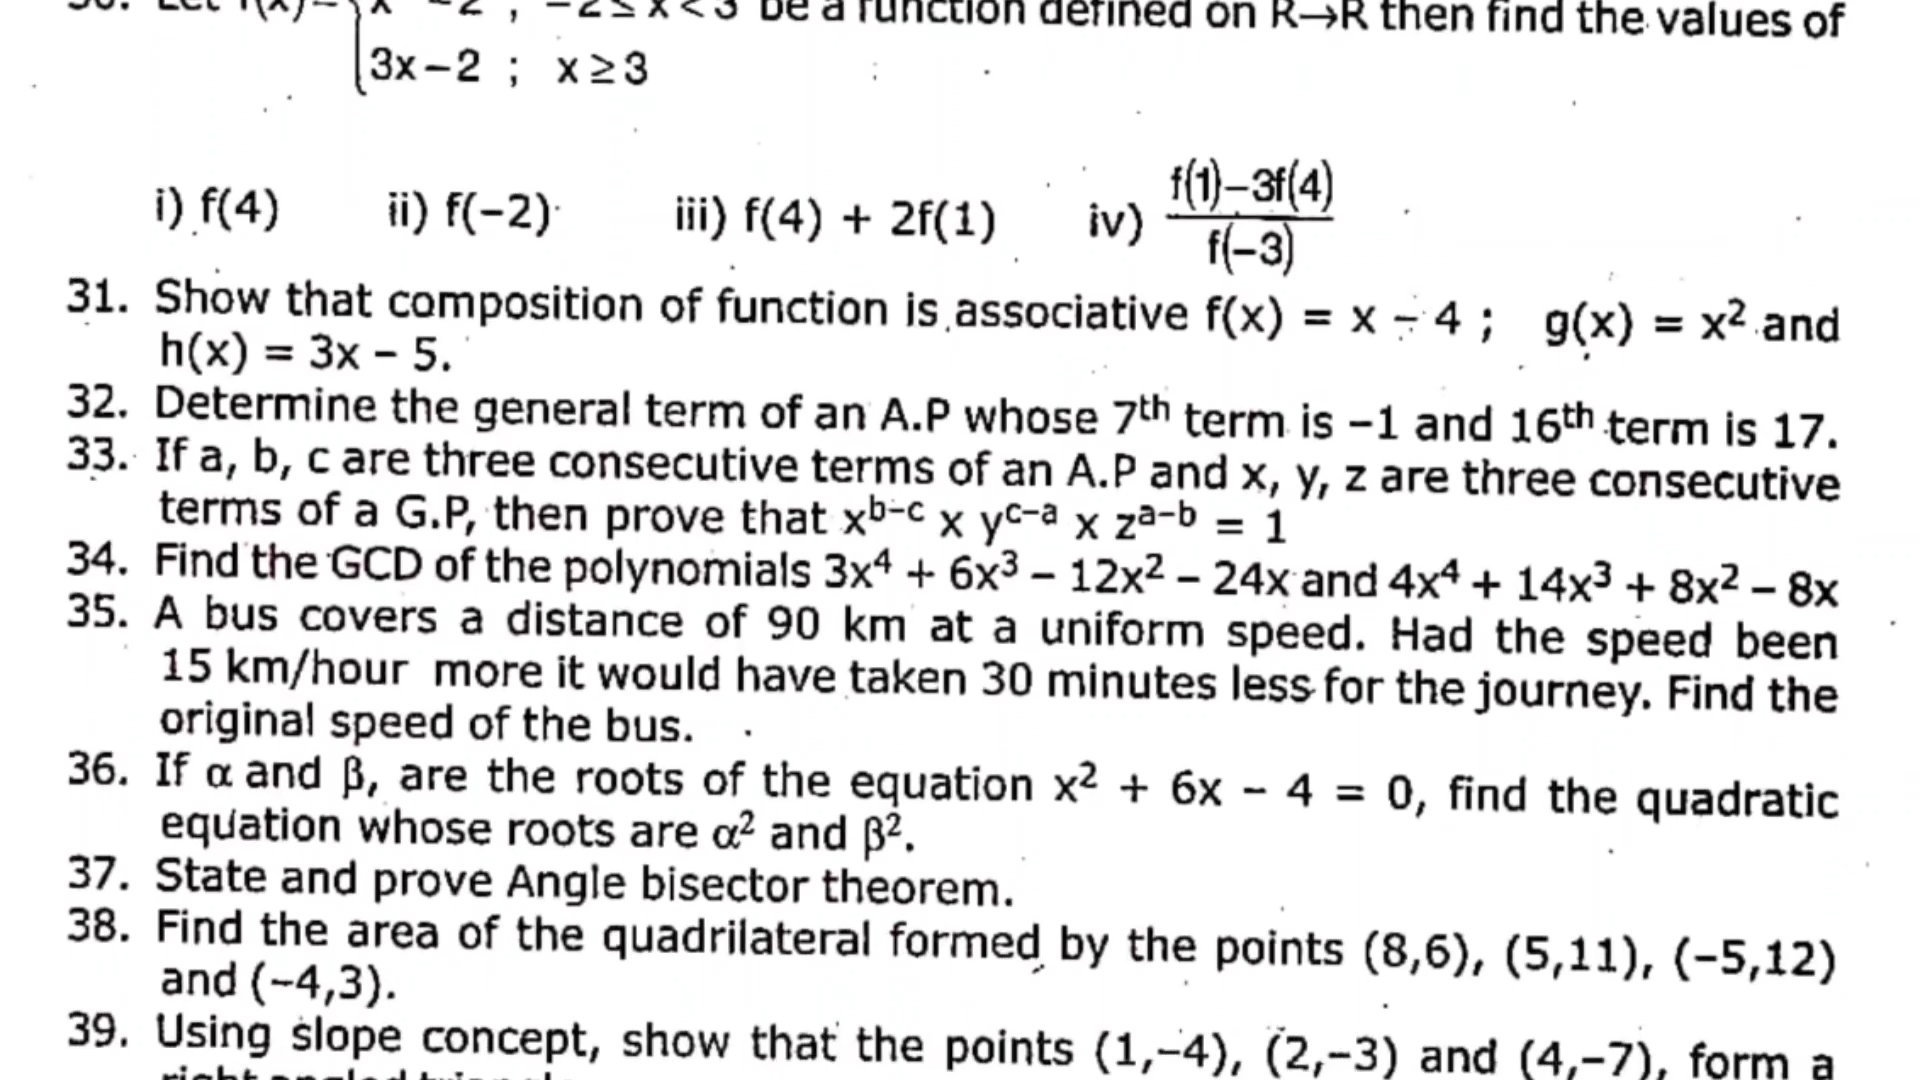 x² – 2 ; –2 ≤ x < 3 be a function defined on R→R then find the values of
3x – 2 ; x ≥ 3
i) f(4) ii) f(–2) iii) f(4) + 2f(1) iv) f(1)–3f(4) / f(–3)
31. Show that composition of function is associative f(x) = x – 4 ; g(x) = x² and
h(x) = 3x – 5.
32. Determine the general term of an A.P whose 7th term is –1 and 16th term is 17.
33. If a, b, c are three consecutive terms of an A.P and x, y, z are three consecutive
terms of a G.P, then prove that x^b–c x y^c–a x z^a–b = 1
34. Find the GCD of the polynomials 3x⁴ + 6x³ – 12x² – 24x and 4x⁴ + 14x³ + 8x² – 8x
35. A bus covers a distance of 90 km at a uniform speed. Had the speed been
15 km/hour more it would have taken 30 minutes less for the journey. Find the
original speed of the bus.
36. If α and β, are the roots of the equation x² + 6x – 4 = 0, find the quadratic
equation whose roots are α² and β².
37. State and prove Angle bisector theorem.
38. Find the area of the quadrilateral formed by the points (8,6), (5,11), (–5,12)
and (–4,3).
39. Using slope concept, show that the points (1,–4), (2,–3) and (4,–7), form a
right angled triangle